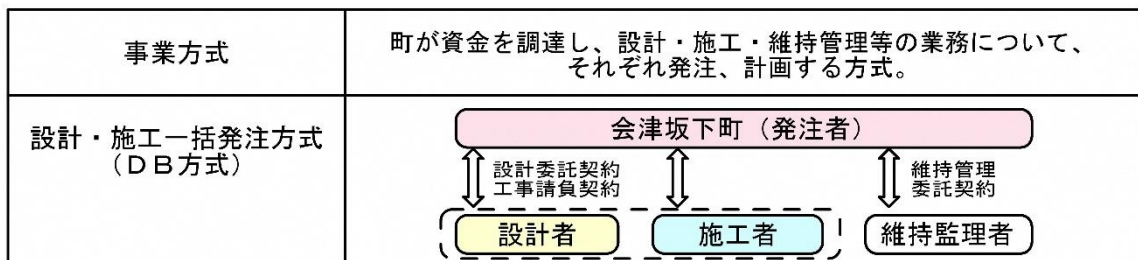 事業方式
町が資金を調達し、設計・施工・維持管理等の業務について、
それぞれ発注、計画する方式。
設計・施工一括発注方式
(DB方式)
会津坂下町（発注者）
設計委託契約
工事請負契約
維持管理
委託契約
設計者
施工者
維持監理者